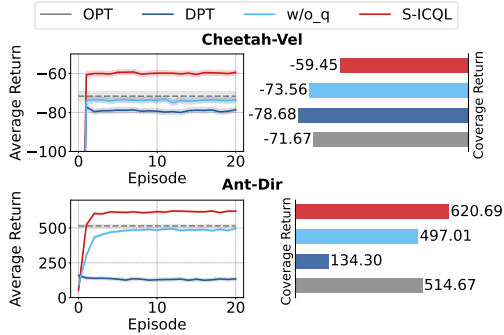 OPT DPT w/o_q S-ICQL
Cheetah-Vel
Average Return
−60
−80
−100
0 10 20
Episode
-59.45
-73.56
-78.68
-71.67
Coverage Return
Ant-Dir
Average Return
500
250
0
0 10 20
Episode
Coverage Return
620.69
497.01
134.30
514.67